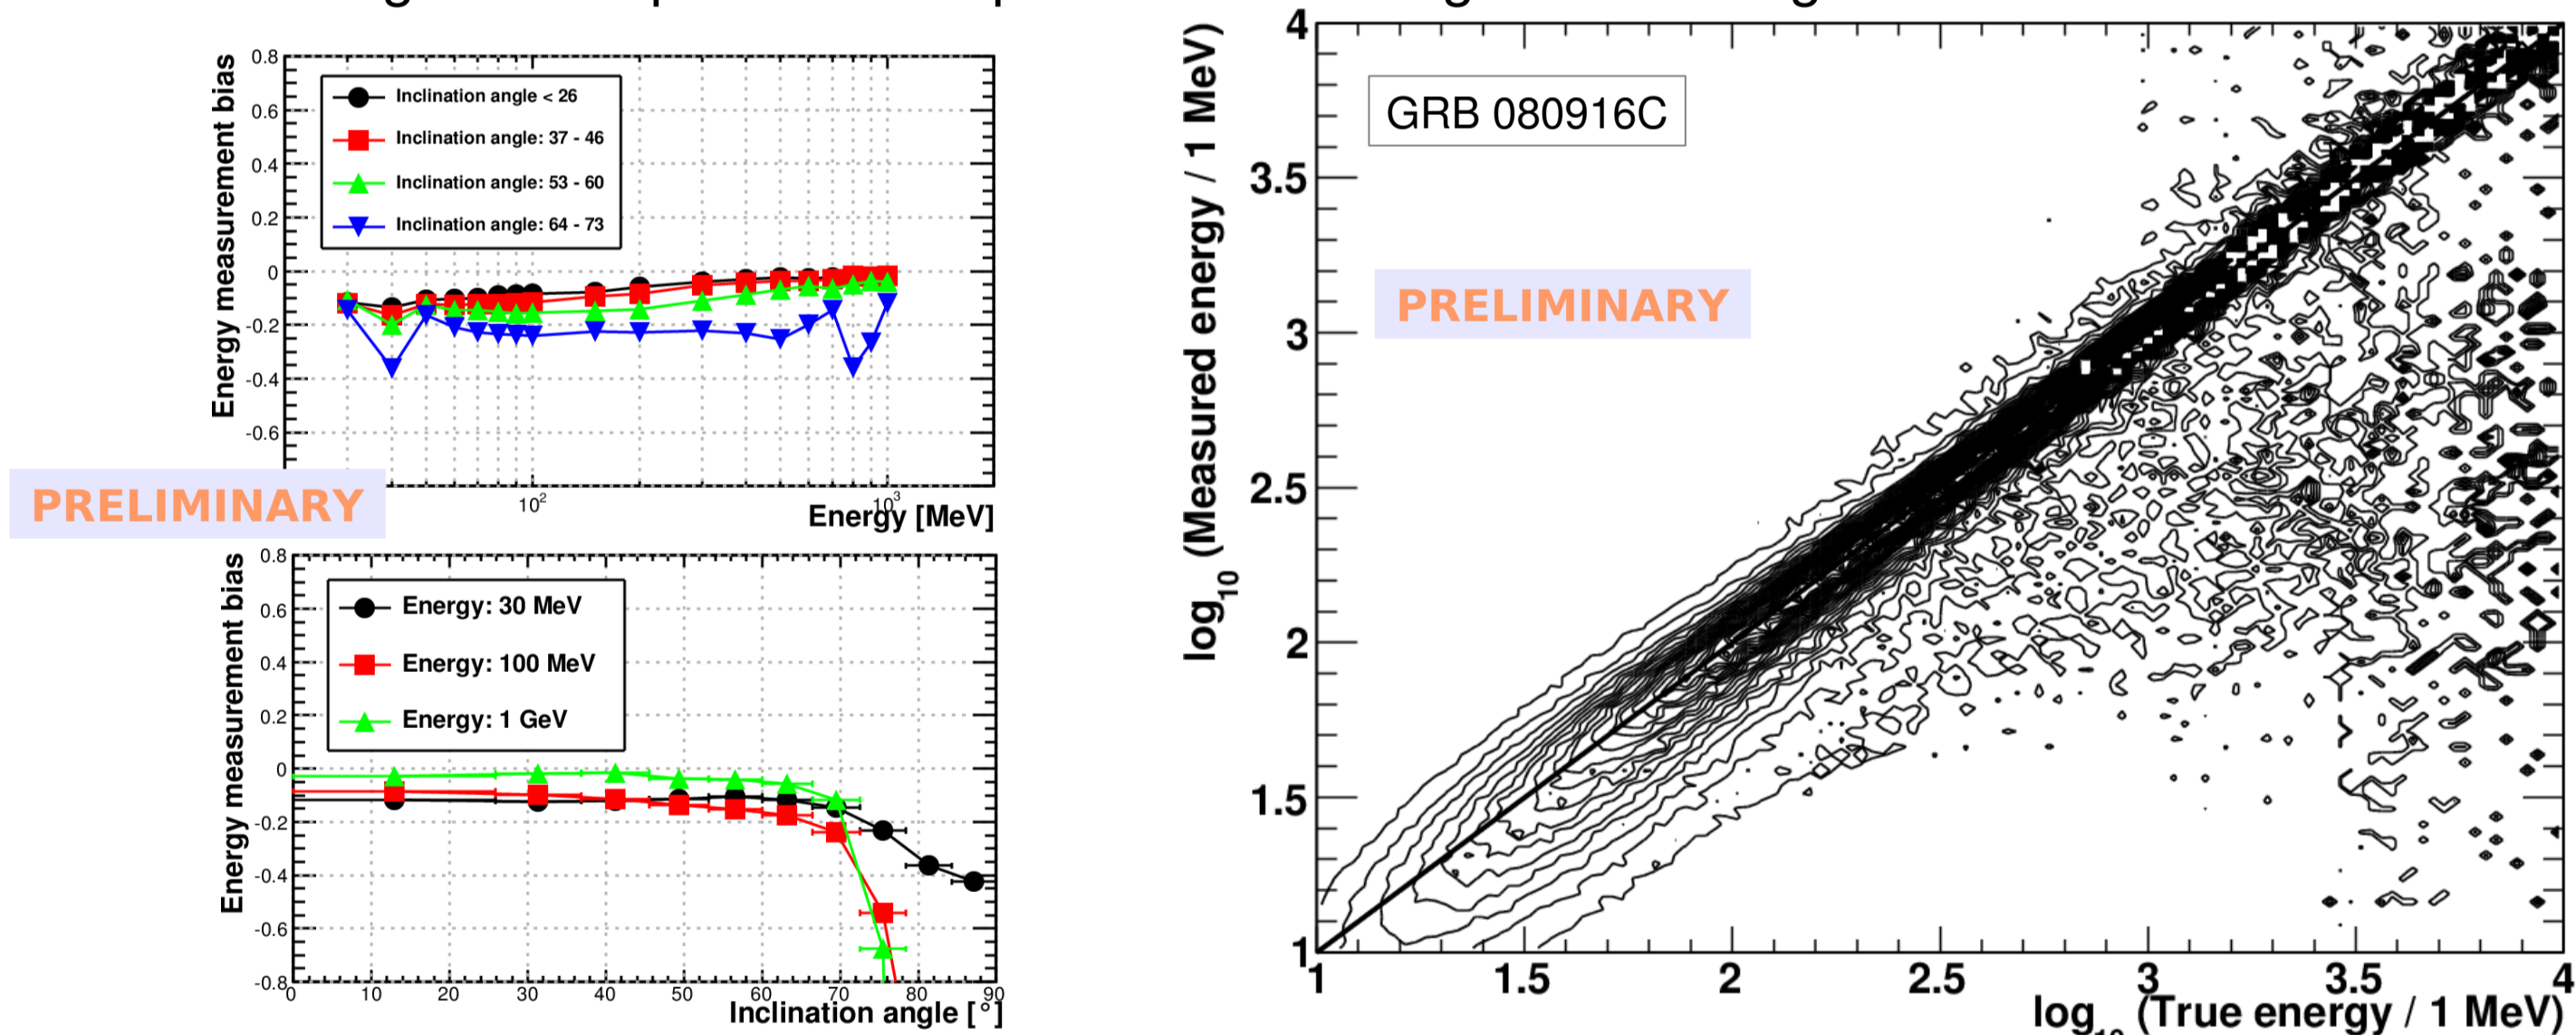 0.8
0.6
0.4
0.2
0
-0.2
-0.4
-0.6
Energy measurement bias
Inclination angle < 26
Inclination angle: 37 - 46
Inclination angle: 53 - 60
Inclination angle: 64 - 73
10²
10³
Energy [MeV]
PRELIMINARY
0.8
0.6
0.4
0.2
0
-0.2
-0.4
-0.6
-0.8
Energy measurement bias
Energy: 30 MeV
Energy: 100 MeV
Energy: 1 GeV
0 10 20 30 40 50 60 70 80 90
Inclination angle [°]
4
3.5
3
2.5
2
1.5
1
log₁₀ (Measured energy / 1 MeV)
GRB 080916C
PRELIMINARY
1 1.5 2 2.5 3 3.5 4
log₁₀ (True energy / 1 MeV)